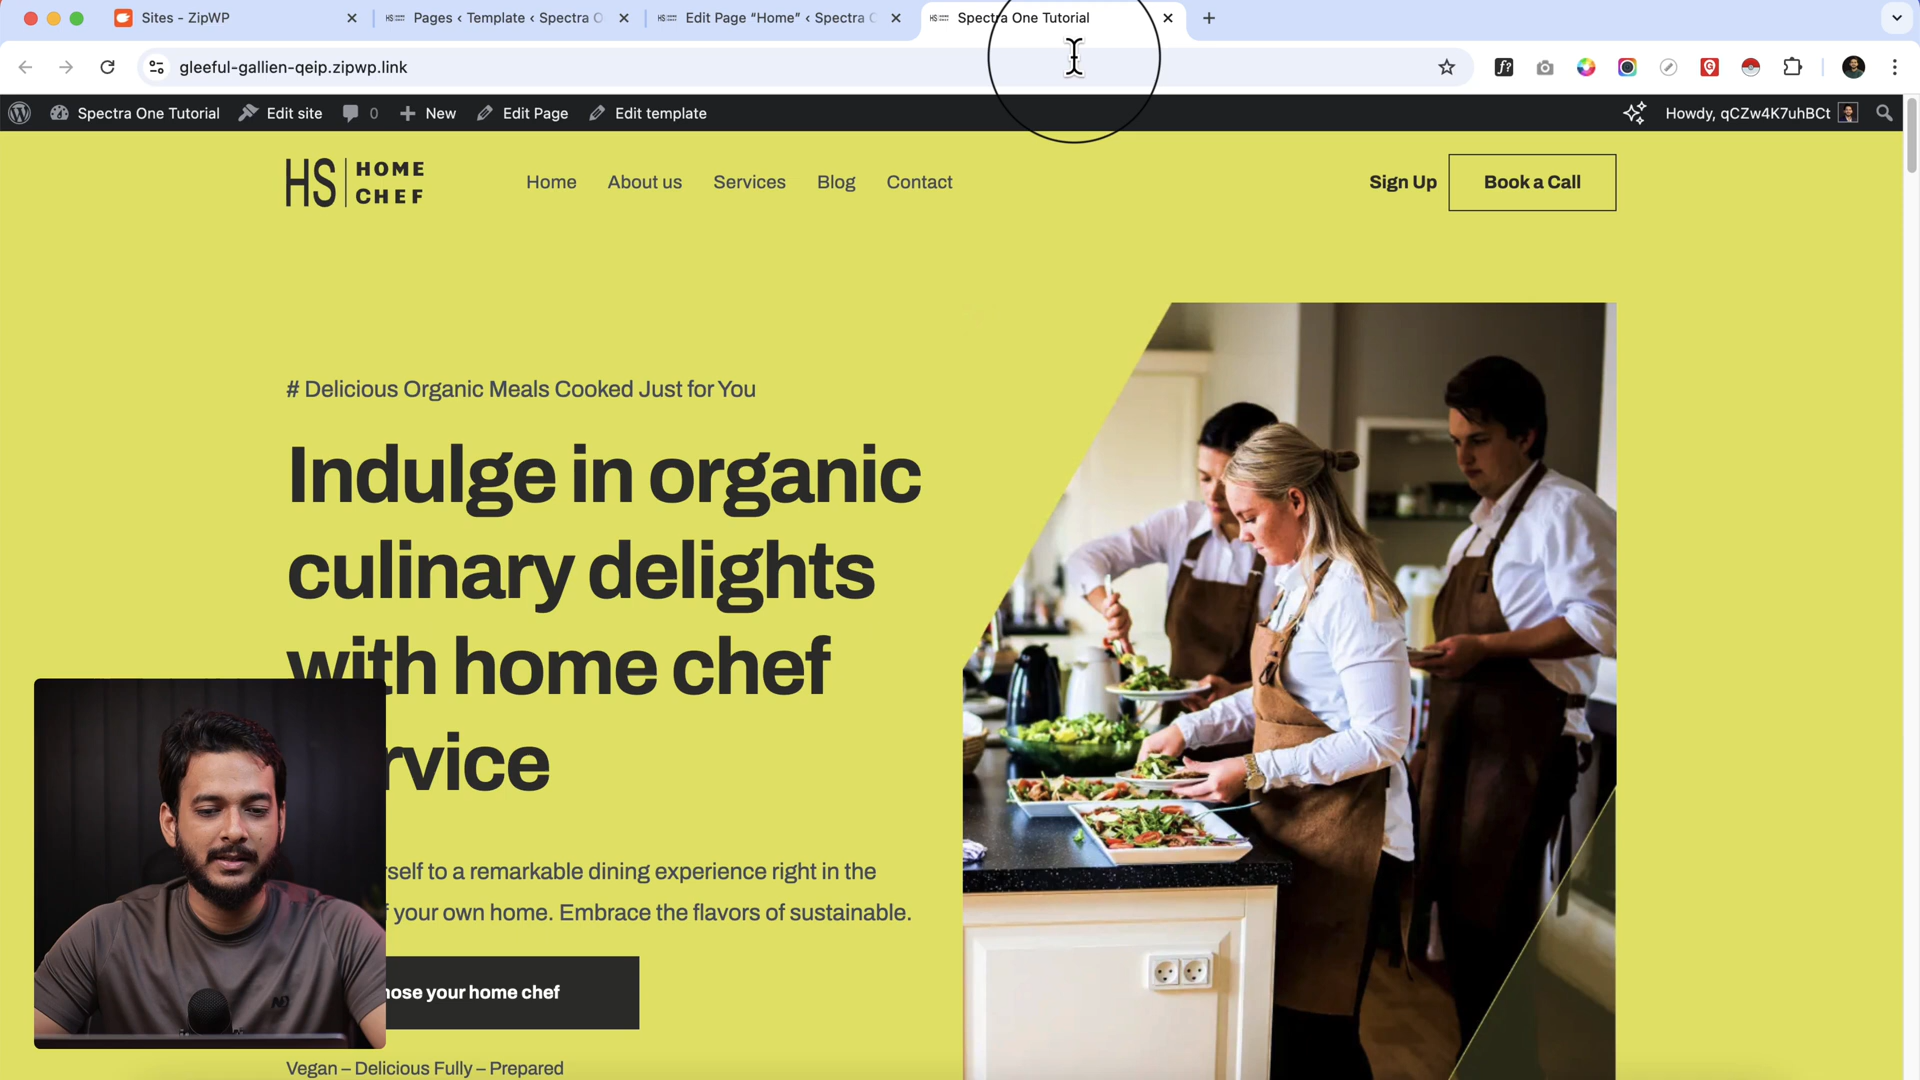 Sites - ZipWP
Pages ‹ Template ‹ Spectra O
Edit Page “Home” ‹ Spectra O
Spectra One Tutorial
gleeful-gallien-qeip.zipwp.link
Spectra One Tutorial
Edit site
0
New
Edit Page
Edit template
Howdy, qCZw4K7uhBCt
HS
HOME
CHEF
Home
About us
Services
Blog
Contact
Sign Up
Book a Call
# Delicious Organic Meals Cooked Just for You
Indulge in organic
culinary delights
with home chef
rvice
rself to a remarkable dining experience right in the
f your own home. Embrace the flavors of sustainable.
hose your home chef
Vegan – Delicious Fully – Prepared